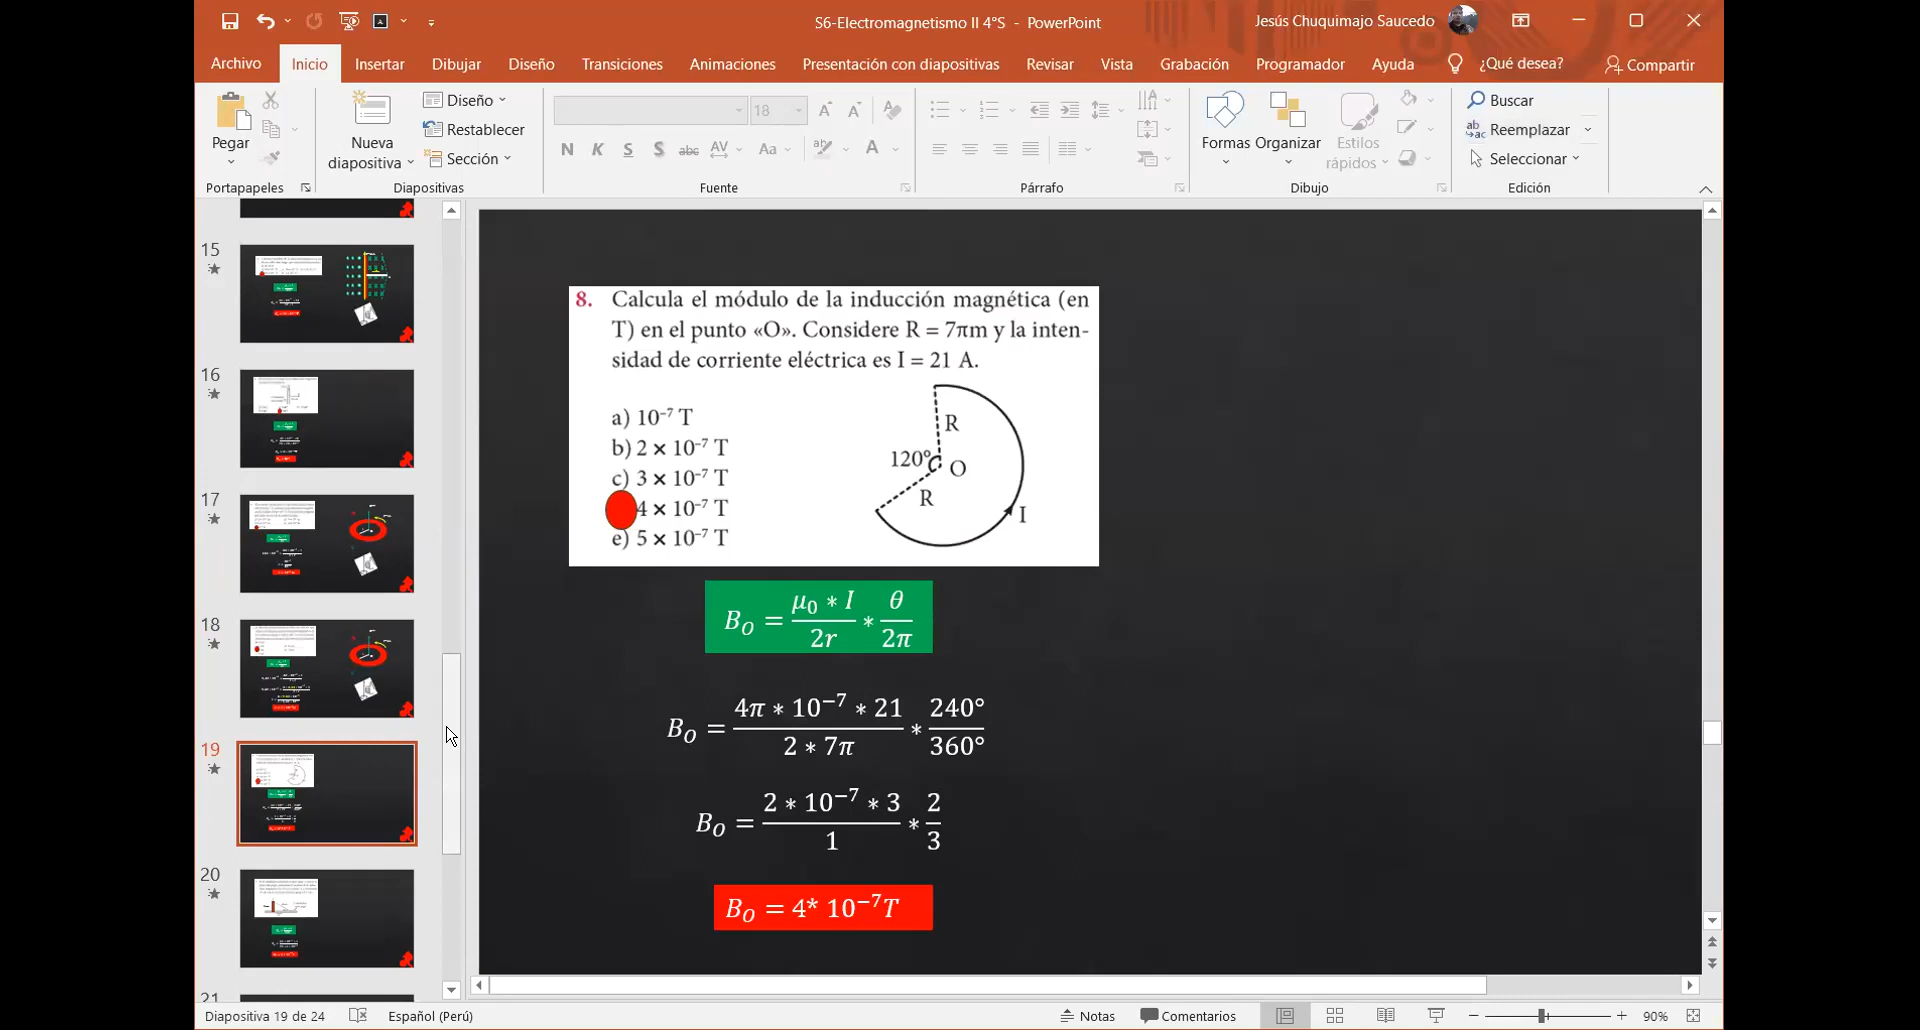 S6-Electromagnetismo II 4°S - PowerPoint
Jesús Chuquimajo Saucedo
Archivo
Inicio
Insertar
Dibujar
Diseño
Transiciones
Animaciones
Presentación con diapositivas
Revisar
Vista
Grabación
Programador
Ayuda
¿Qué desea?
Compartir
Pegar
Portapapeles
Nueva
diapositiva
Diseño
Restablecer
Sección
Diapositivas
18
N K S S abc AV Aa A
Fuente
Párrafo
Formas
Organizar
Estilos
rápidos
Dibujo
Buscar
Reemplazar
Seleccionar
Edición
15
16
17
18
19
20
21
8. Calcula el módulo de la inducción magnética (en
T) en el punto «O». Considere R = 7πm y la inten-
sidad de corriente eléctrica es I = 21 A.
a) 10⁻⁷ T
b) 2 × 10⁻⁷ T
c) 3 × 10⁻⁷ T
4 × 10⁻⁷ T
e) 5 × 10⁻⁷ T
R
120°
O
R
I
B_O = (μ₀ * I)/(2r) * θ/(2π)
B_O = (4π * 10⁻⁷ * 21)/(2 * 7π) * 240°/360°
B_O = (2 * 10⁻⁷ * 3)/1 * 2/3
B_O = 4* 10⁻⁷T
Diapositiva 19 de 24
Español (Perú)
Notas
Comentarios
90%